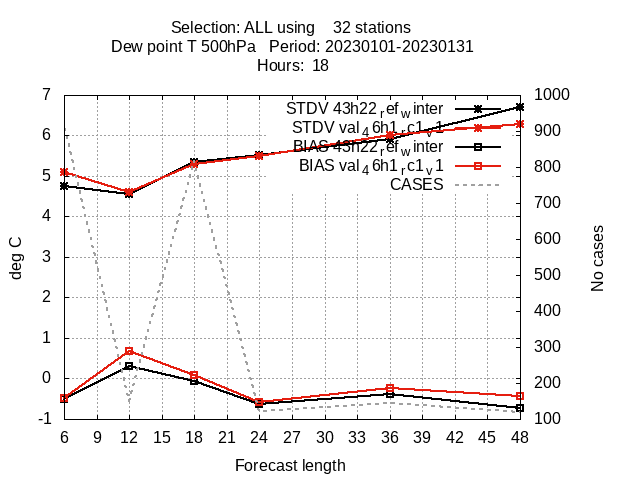 Selection: ALL using    32 stations
Dew point T 500hPa   Period: 20230101-20230131
Hours:  18
STDV 43h22_ref_winter
STDV val_46h1_rc1_v1
BIAS 43h22_ref_winter
BIAS val_46h1_rc1_v1
CASES
deg C
7
6
5
4
3
2
1
0
-1
1000
900
800
700
600
500
400
300
200
100
No cases
6 9 12 15 18 21 24 27 30 33 36 39 42 45 48
Forecast length